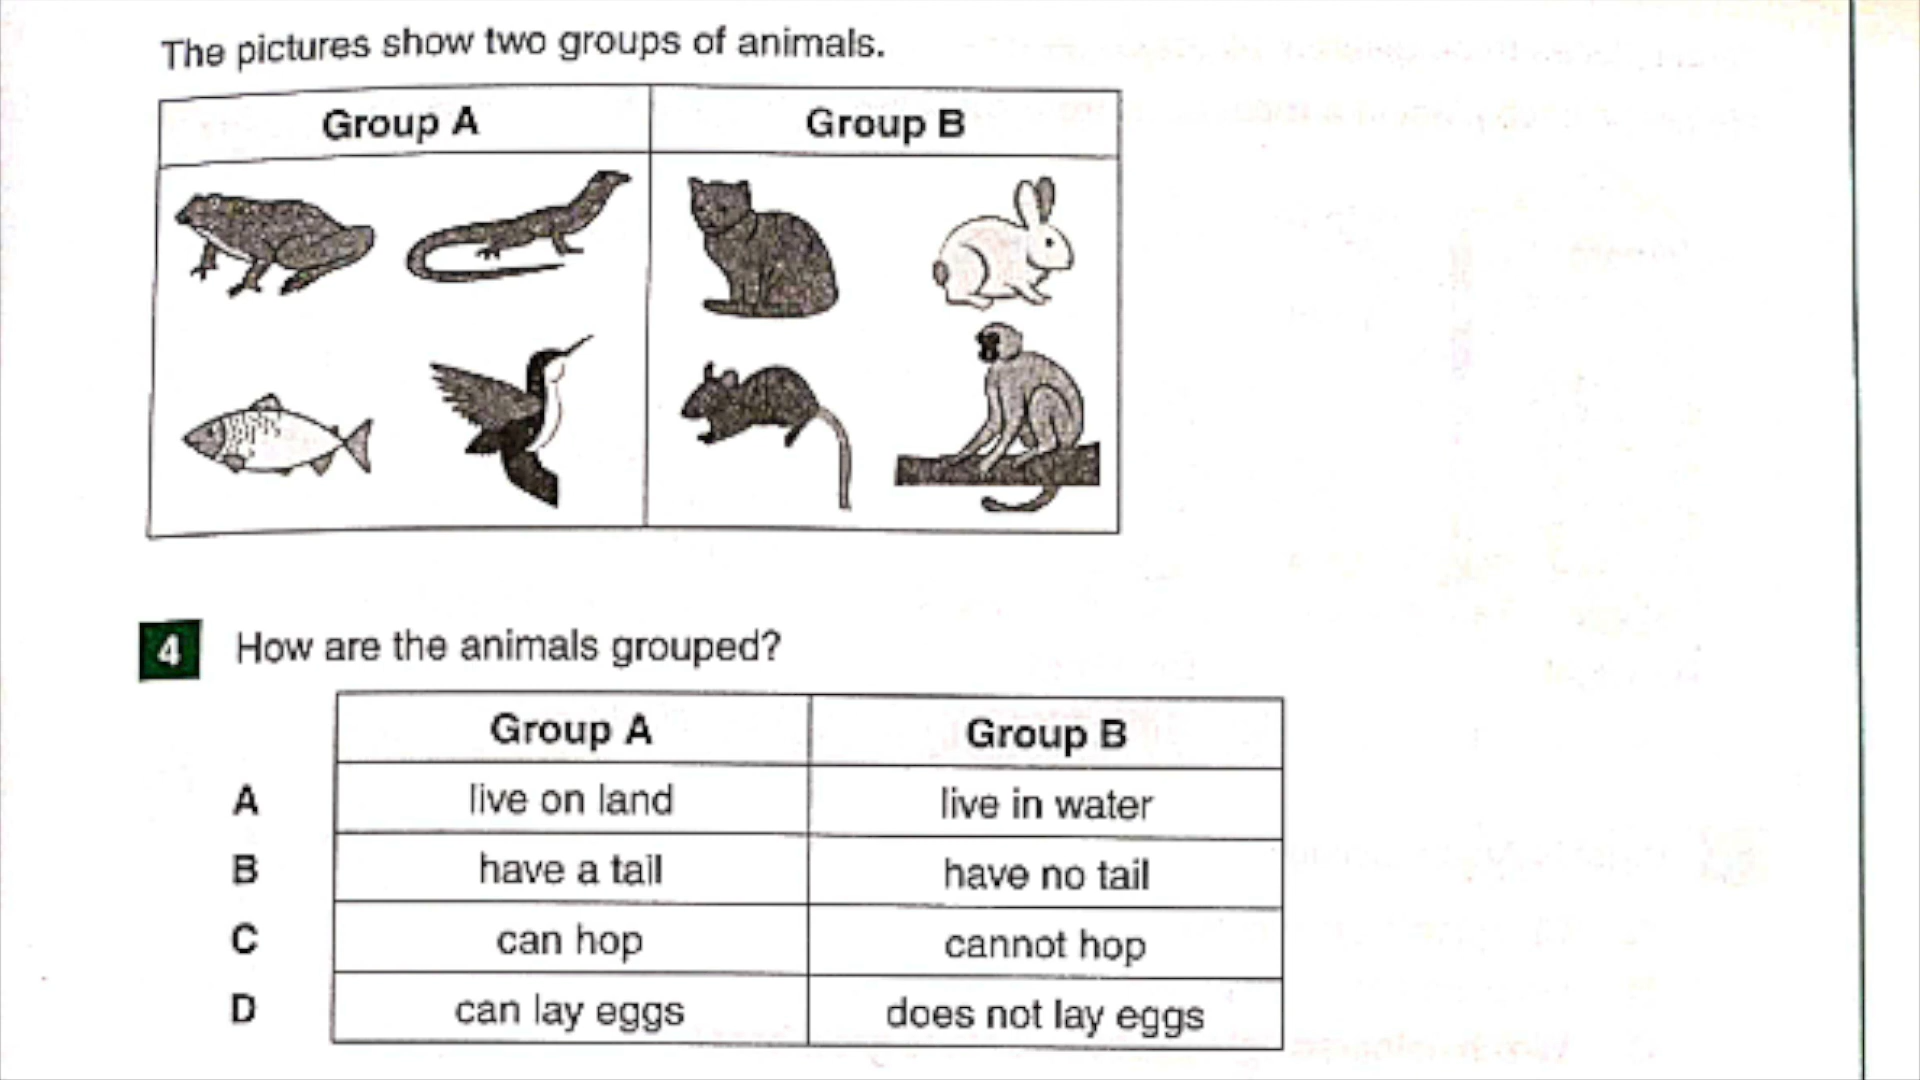 The pictures show two groups of animals.
Group A Group B
4 How are the animals grouped?
Group A Group B
A live on land live in water
B have a tail have no tail
C can hop cannot hop
D can lay eggs does not lay eggs